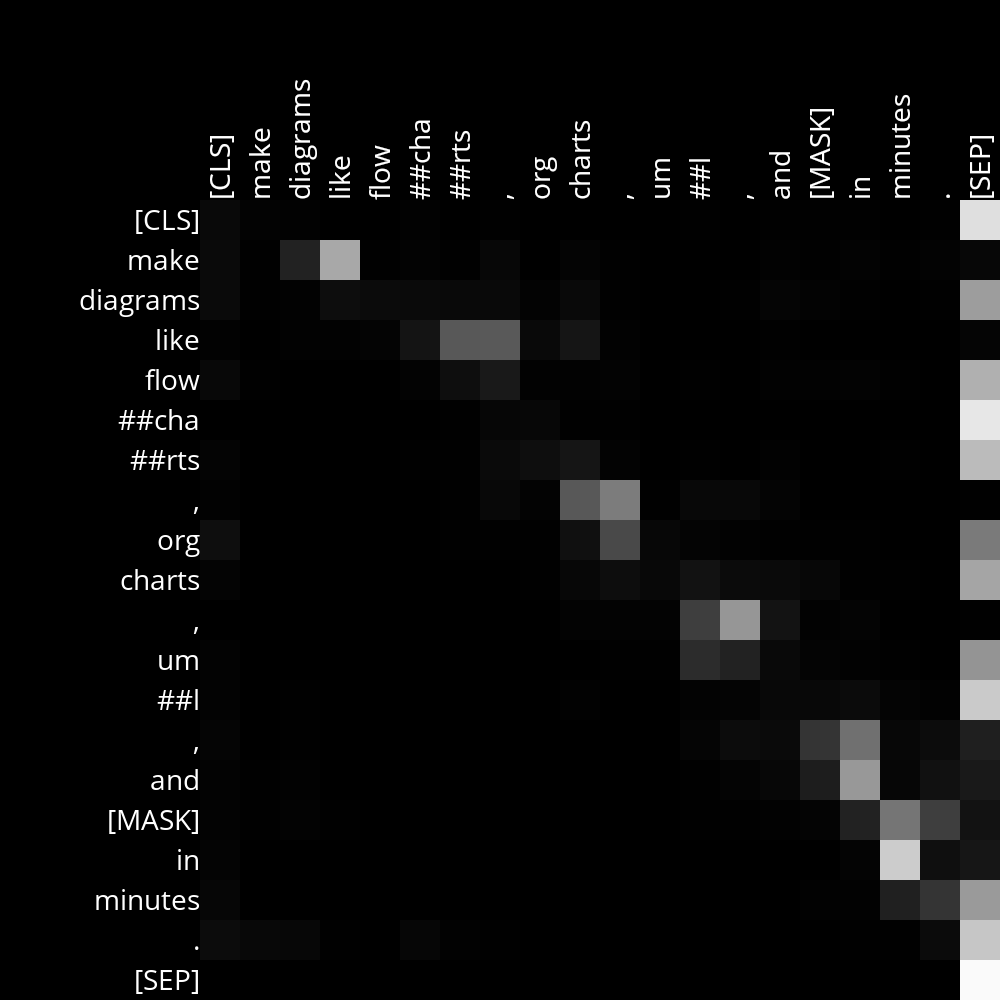 [CLS] make diagrams like flow ##cha ##rts , org charts , um ##l , and [MASK] in minutes . [SEP]
[CLS]
make
diagrams
like
flow
##cha
##rts
,
org
charts
,
um
##l
,
and
[MASK]
in
minutes
.
[SEP]